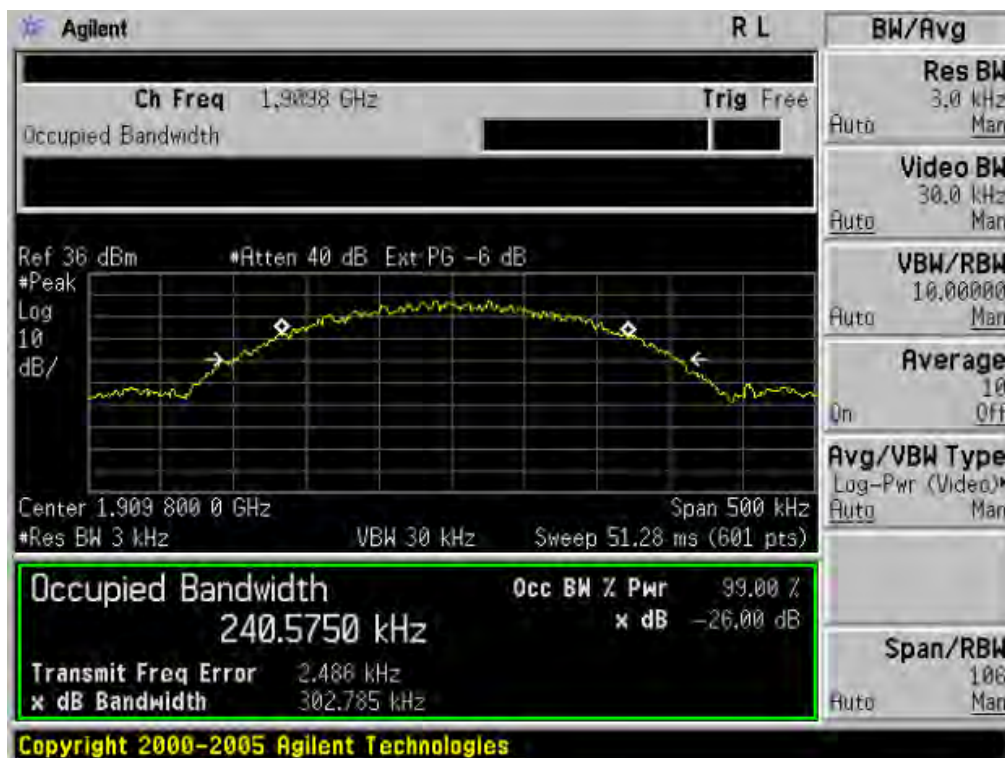 Agilent R L
Ch Freq 1.9098 GHz Trig Free
Occupied Bandwidth
Ref 36 dBm #Atten 40 dB Ext PG -6 dB
#Peak
Log
10
dB/
Center 1.909 800 0 GHz Span 500 kHz
#Res BW 3 kHz VBW 30 kHz Sweep 51.28 ms (601 pts)
Occupied Bandwidth Occ BW % Pwr 99.00 %
240.5750 kHz x dB -26.00 dB
Transmit Freq Error 2.486 kHz
x dB Bandwidth 302.785 kHz
Copyright 2000-2005 Agilent Technologies
BW/Avg
Res BW
3.0 kHz
Auto Man
Video BW
30.0 kHz
Auto Man
VBW/RBW
10.00000
Auto Man
Average
10
On Off
Avg/VBW Type
Log-Pwr (Video)
Auto Man
Span/RBW
106
Auto Man